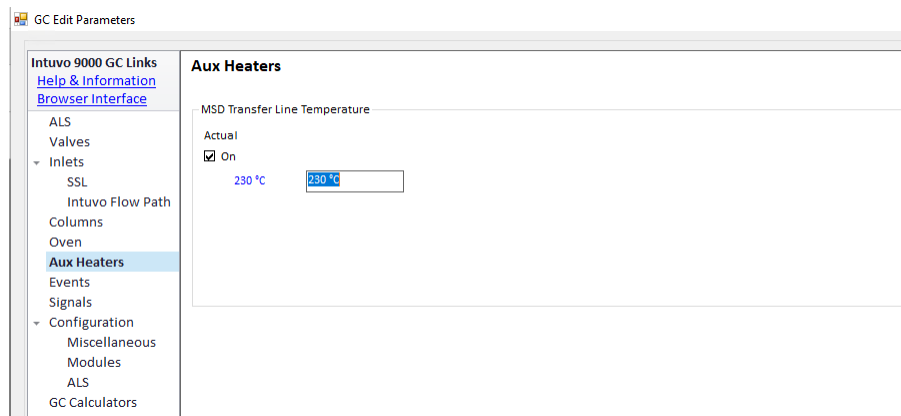 GC Edit Parameters
Intuvo 9000 GC Links
Help & Information
Browser Interface
ALS
Valves
Inlets
SSL
Intuvo Flow Path
Columns
Oven
Aux Heaters
Events
Signals
Configuration
Miscellaneous
Modules
ALS
GC Calculators
Aux Heaters
MSD Transfer Line Temperature
Actual
On
230 °C 230 °C